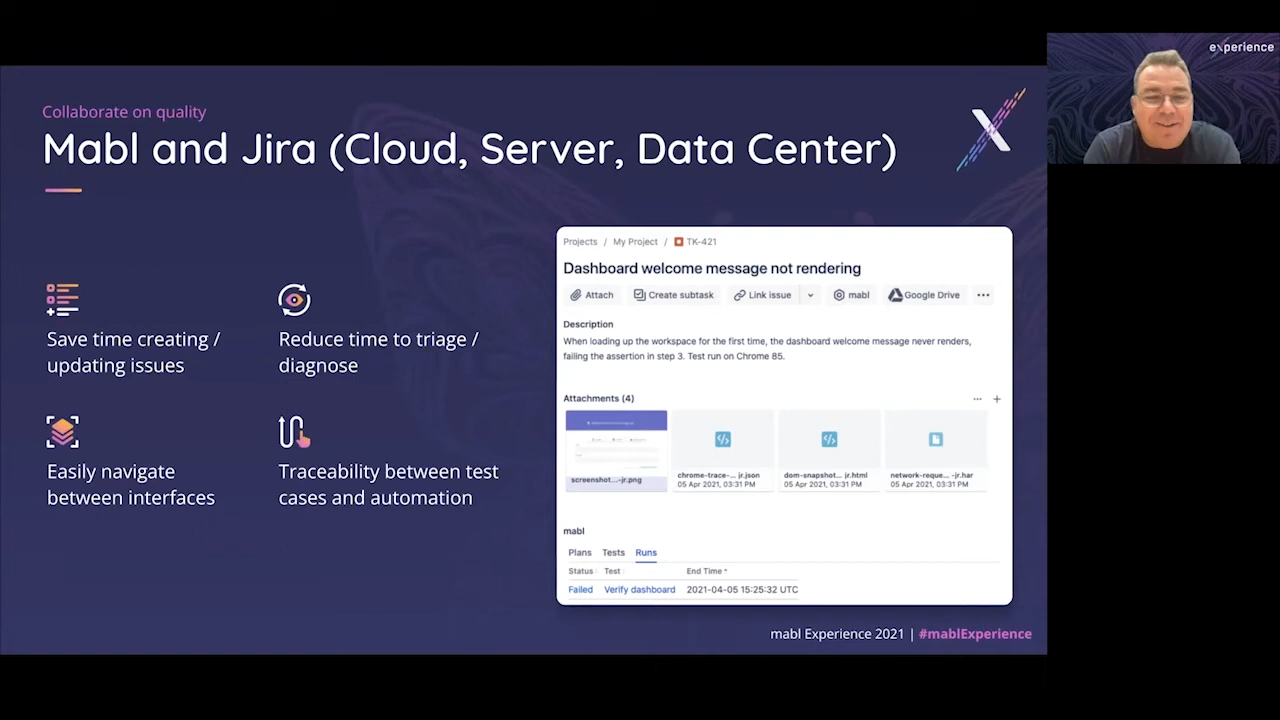 experience
Collaborate on quality
Mabl and Jira (Cloud, Server, Data Center)
Save time creating /
updating issues
Reduce time to triage /
diagnose
Easily navigate
between interfaces
Traceability between test
cases and automation
Projects / My Project / TK-421
Dashboard welcome message not rendering
Attach Create subtask Link issue mabl Google Drive
Description
When loading up the workspace for the first time, the dashboard welcome message never renders,
failing the assertion in step 3. Test run on Chrome 85.
Attachments (4)
screenshot...-jr.png
chrome-trace-... jr.json
05 Apr 2021, 03:31 PM
dom-snapshot... jr.html
05 Apr 2021, 03:31 PM
network-reque... -jr.har
05 Apr 2021, 03:31 PM
mabl
Plans Tests Runs
Status Test End Time
Failed Verify dashboard 2021-04-05 15:25:32 UTC
mabl Experience 2021 | #mablExperience